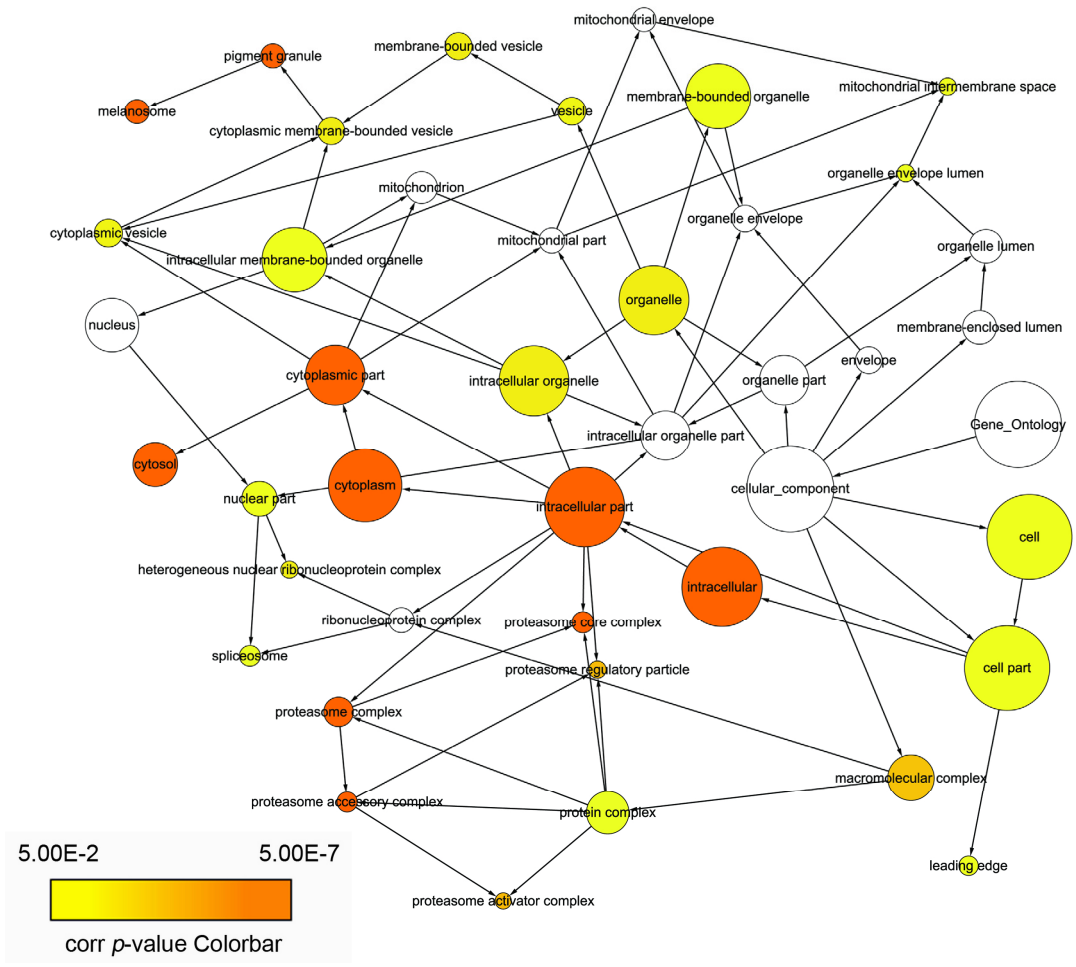 mitochondrial envelope
membrane-bounded vesicle
pigment granule
mitochondrial intermembrane space
membrane-bounded organelle
melanosome
vesicle
cytoplasmic membrane-bounded vesicle
organelle envelope lumen
mitochondrion
organelle envelope
cytoplasmic vesicle
mitochondrial part
organelle lumen
intracellular membrane-bounded organelle
organelle
nucleus
membrane-enclosed lumen
envelope
cytoplasmic part
intracellular organelle
organelle part
Gene_Ontology
intracellular organelle part
cytosol
cytoplasm
cellular_component
nuclear part
intracellular part
cell
heterogeneous nuclear ribonucleoprotein complex
intracellular
ribonucleoprotein complex
proteasome core complex
spliceosome
proteasome regulatory particle
cell part
proteasome complex
macromolecular complex
proteasome accessory complex
protein complex
leading edge
proteasome activator complex
5.00E-2 5.00E-7
corr p-value Colorbar